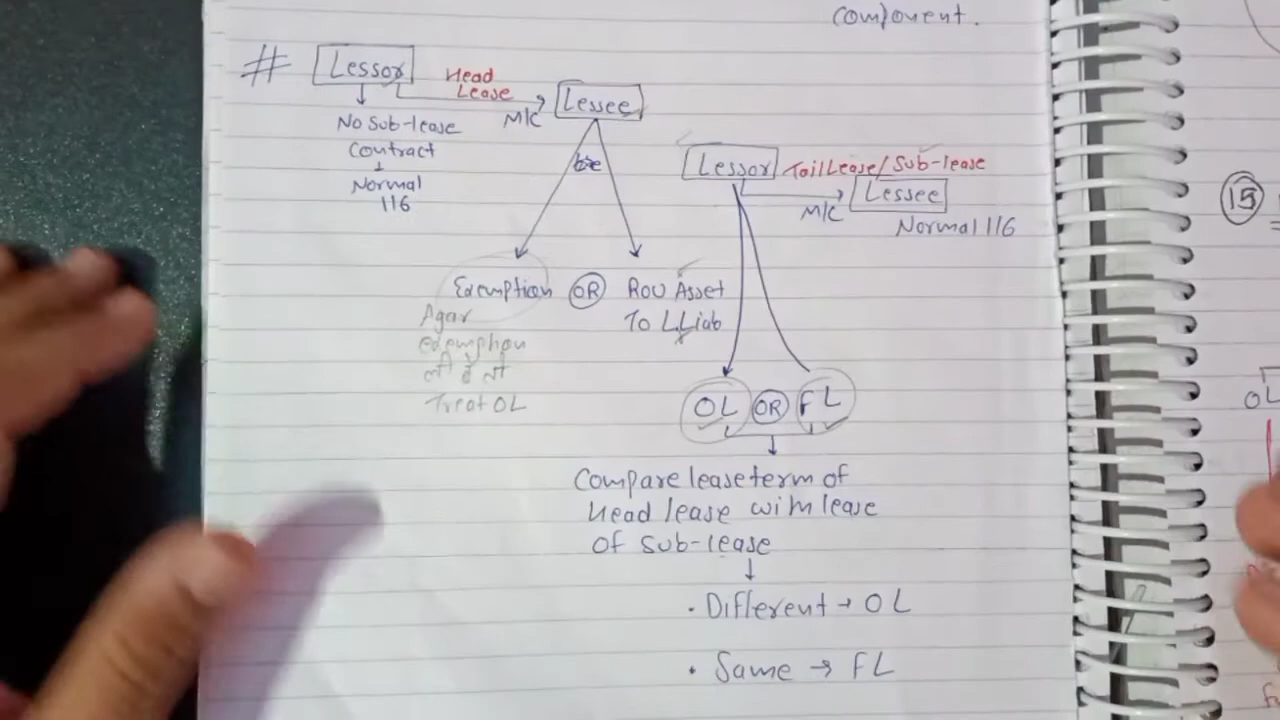 component.
# Lessor
Head
Lease
M/c
Lessee
No Sub-lease
Contract
Normal
116
Lessor
Tail Lease/Sub-lease
M/c
Lessee
Normal 116
15
Exemption OR ROU Asset
To LLiab
Agar
exemption
ली है तो
Treat OL
OL OR FL
OL
Compare lease term of
Head lease with lease
of sub-lease
• Different → OL
• Same → FL